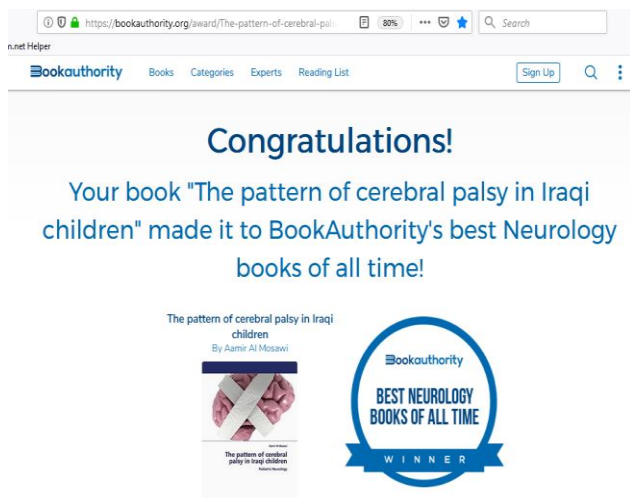 https://bookauthority.org/award/The-pattern-of-cerebral-pal
80%
Search
n.net Helper
Bookauthority
Books
Categories
Experts
Reading List
Sign Up
Congratulations!
Your book "The pattern of cerebral palsy in Iraqi
children" made it to BookAuthority's best Neurology
books of all time!
The pattern of cerebral palsy in Iraqi
children
By Aamir Al Mosawi
The pattern of cerebral
palsy in Iraqi children
Bookauthority
BEST NEUROLOGY
BOOKS OF ALL TIME
WINNER